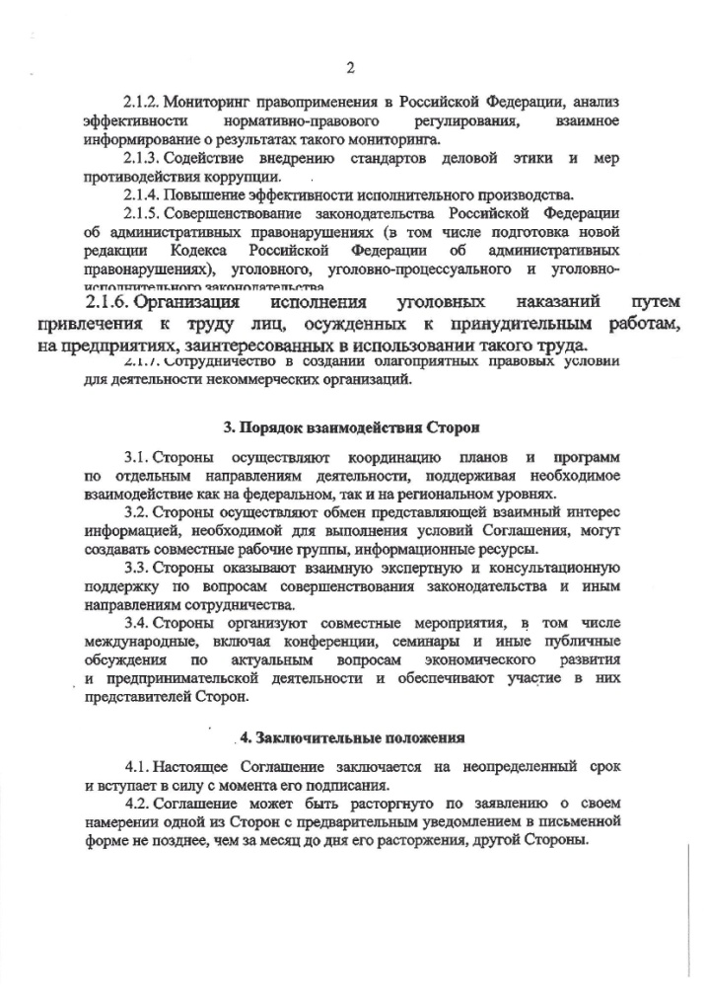 2
2.1.2. Мониторинг правоприменения в Российской Федерации, анализ
эффективности нормативно-правового регулирования, взаимное
информирование о результатах такого мониторинга.
2.1.3. Содействие внедрению стандартов деловой этики и мер
противодействия коррупции.
2.1.4. Повышение эффективности исполнительного производства.
2.1.5. Совершенствование законодательства Российской Федерации
об административных правонарушениях (в том числе подготовка новой
редакции Кодекса Российской Федерации об административных
правонарушениях), уголовного, уголовно-процессуального и уголовно-
исполнительного законодательства
2.1.6. Организация исполнения уголовных наказаний путем
привлечения к труду лиц, осужденных к принудительным работам,
на предприятиях, заинтересованных в использовании такого труда.
2.1.7. Сотрудничество в создании благоприятных правовых условий
для деятельности некоммерческих организаций.
3. Порядок взаимодействия Сторон
3.1. Стороны осуществляют координацию планов и программ
по отдельным направлениям деятельности, поддерживая необходимое
взаимодействие как на федеральном, так и на региональном уровнях.
3.2. Стороны осуществляют обмен представляющей взаимный интерес
информацией, необходимой для выполнения условий Соглашения, могут
создавать совместные рабочие группы, информационные ресурсы.
3.3. Стороны оказывают взаимную экспертную и консультационную
поддержку по вопросам совершенствования законодательства и иным
направлениям сотрудничества.
3.4. Стороны организуют совместные мероприятия, в том числе
международные, включая конференции, семинары и иные публичные
обсуждения по актуальным вопросам экономического развития
и предпринимательской деятельности и обеспечивают участие в них
представителей Сторон.
4. Заключительные положения
4.1. Настоящее Соглашение заключается на неопределенный срок
и вступает в силу с момента его подписания.
4.2. Соглашение может быть расторгнуто по заявлению о своем
намерении одной из Сторон с предварительным уведомлением в письменной
форме не позднее, чем за месяц до дня его расторжения, другой Стороны.